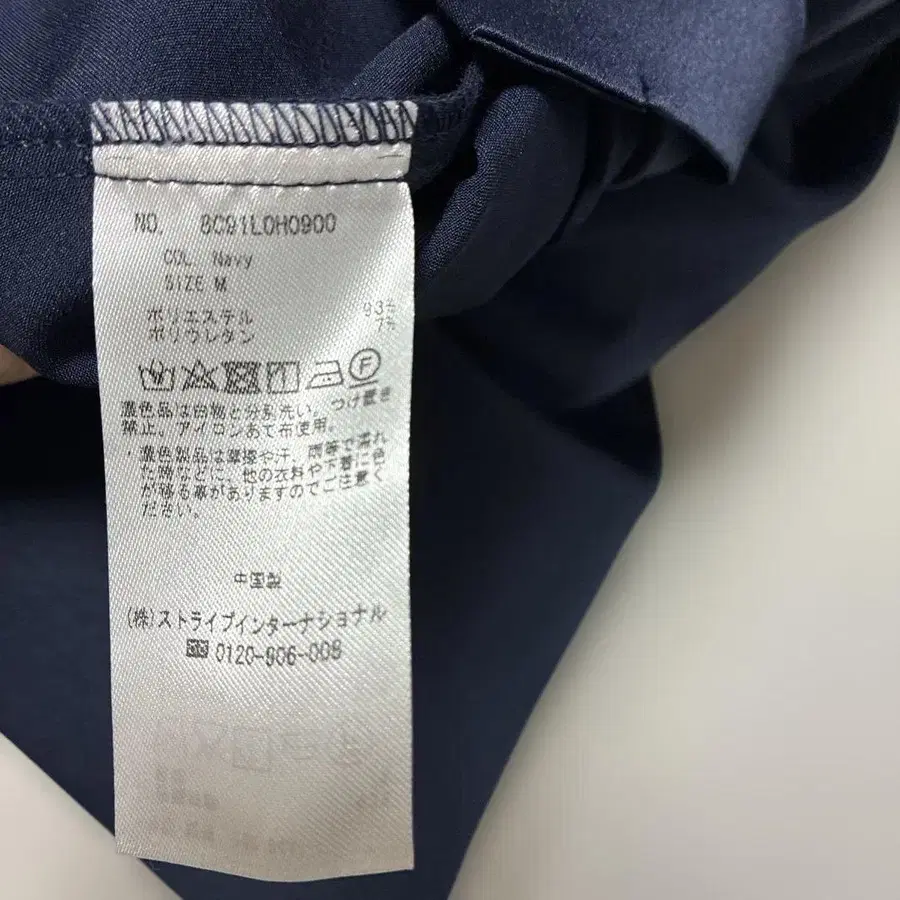 NO. 8C91L0H0900
COL. Navy
SIZE M
ポリエステル 93%
ポリウレタン 7%
F
濃色品は白物と分別洗い。つけ置き
禁止。アイロンあて布使用。
・濃色製品は摩擦や汗、雨等で濡れ
た時などに、他の衣料や下着に色
が移る事がありますのでご注意く
ださい。
中国製
(株)ストライプインターナショナル
0120-906-008